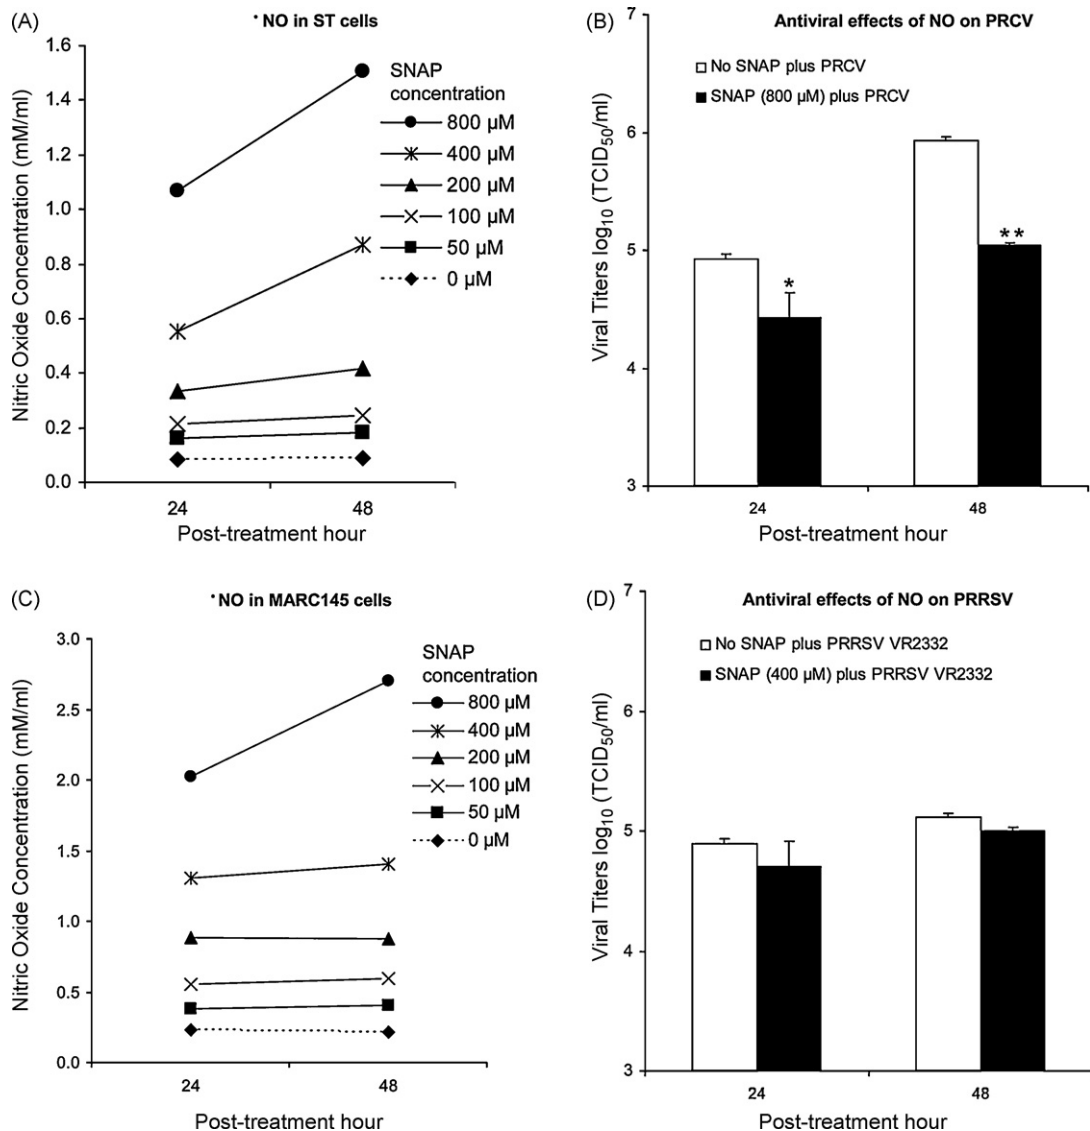 (A)
•NO in ST cells
Nitric Oxide Concentration (mM/ml)
1.6
1.4
1.2
1.0
0.8
0.6
0.4
0.2
0.0
SNAP
concentration
800 µM
400 µM
200 µM
100 µM
50 µM
0 µM
24
48
Post-treatment hour
(B)
Antiviral effects of NO on PRCV
Viral Titers log10 (TCID50/ml)
7
6
5
4
3
No SNAP plus PRCV
SNAP (800 µM) plus PRCV
*
**
24
48
Post-treatment hour
(C)
•NO in MARC145 cells
Nitric Oxide Concentration (mM/ml)
3.0
2.5
2.0
1.5
1.0
0.5
0.0
SNAP
concentration
800 µM
400 µM
200 µM
100 µM
50 µM
0 µM
24
48
Post-treatment hour
(D)
Antiviral effects of NO on PRRSV
Viral Titers log10 (TCID50/ml)
7
6
5
4
3
No SNAP plus PRRSV VR2332
SNAP (400 µM) plus PRRSV VR2332
24
48
Post-treatment hour